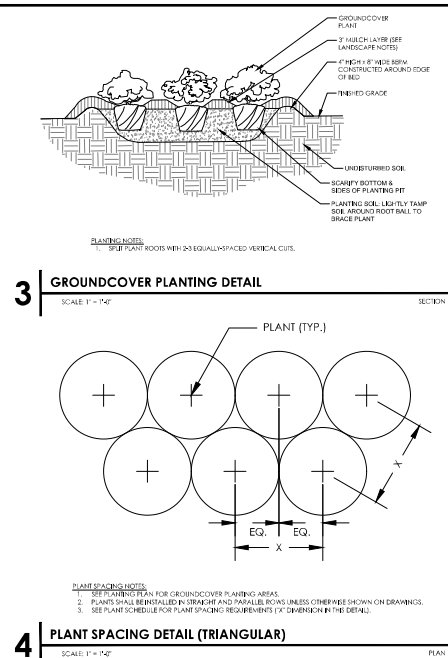 GROUNDCOVER
PLANT
3" MULCH LAYER (SEE
LANDSCAPE NOTES)
4" HIGH x 8" WIDE BERM
CONSTRUCTED AROUND EDGE
OF BED
FINISHED GRADE
UNDISTURBED SOIL
SCARIFY BOTTOM &
SIDES OF PLANTING PIT
PLANTING SOIL: LIGHTLY TAMP
SOIL AROUND ROOT BALL TO
BRACE PLANT
PLANTING NOTES:
1. SPLIT PLANT ROOTS WITH 2-3 EQUALLY-SPACED VERTICAL CUTS.
3 GROUNDCOVER PLANTING DETAIL
SCALE: 1" = 1'-0" SECTION
PLANT (TYP.)
X
EQ. EQ.
X
PLANT SPACING NOTES:
1. SEE PLANTING PLAN FOR GROUNDCOVER PLANTING AREAS.
2. PLANTS SHALL BE INSTALLED IN STRAIGHT AND PARALLEL ROWS UNLESS OTHERWISE SHOWN ON DRAWINGS.
3. SEE PLANT SCHEDULE FOR PLANT SPACING REQUIREMENTS ("X" DIMENSION IN THIS DETAIL).
4 PLANT SPACING DETAIL (TRIANGULAR)
SCALE: 1" = 1'-0" PLAN